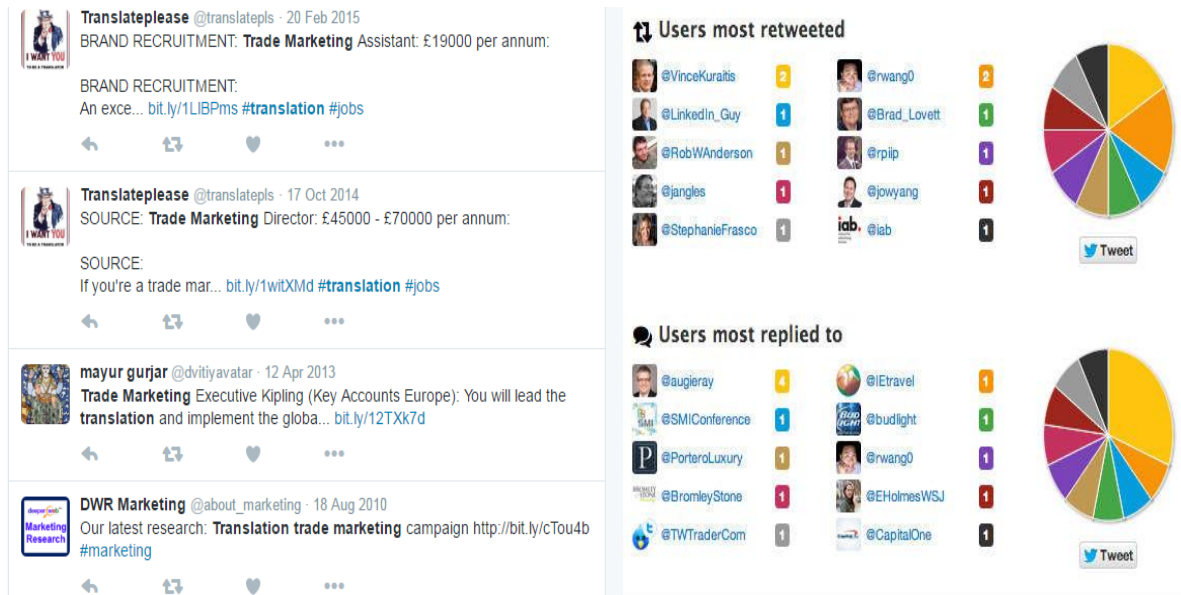 Translateplease @translatepls · 20 Feb 2015
BRAND RECRUITMENT: Trade Marketing Assistant: £19000 per annum:
BRAND RECRUITMENT:
An exce... bit.ly/1LIBPms #translation #jobs
I WANT YOU
Translateplease @translatepls · 17 Oct 2014
SOURCE: Trade Marketing Director: £45000 - £70000 per annum:
SOURCE:
If you're a trade mar... bit.ly/1witXMd #translation #jobs
I WANT YOU
mayur gurjar @dvitiyavatar · 12 Apr 2013
Trade Marketing Executive Kipling (Key Accounts Europe): You will lead the
translation and implement the globa... bit.ly/12TXk7d
DWR Marketing @about_marketing · 18 Aug 2010
Our latest research: Translation trade marketing campaign http://bit.ly/cTou4b
#marketing
Marketing
Research
Users most retweeted
@VinceKuraitis 2 @rwang0 2
@LinkedIn_Guy 1 @Brad_Lovett 1
@RobWAnderson 1 @rpiip 1
@jangles 1 @jowyang 1
@StephanieFrasco 1 iab. @iab 1
Tweet
Users most replied to
@augieray 4 @IEtravel 1
SMI @SMIConference 1 BUD LIGHT @budlight 1
P @PorteroLuxury 1 @rwang0 1
@BromleyStone 1 @EHolmesWSJ 1
@TWTraderCom 1 @CapitalOne 1
Tweet